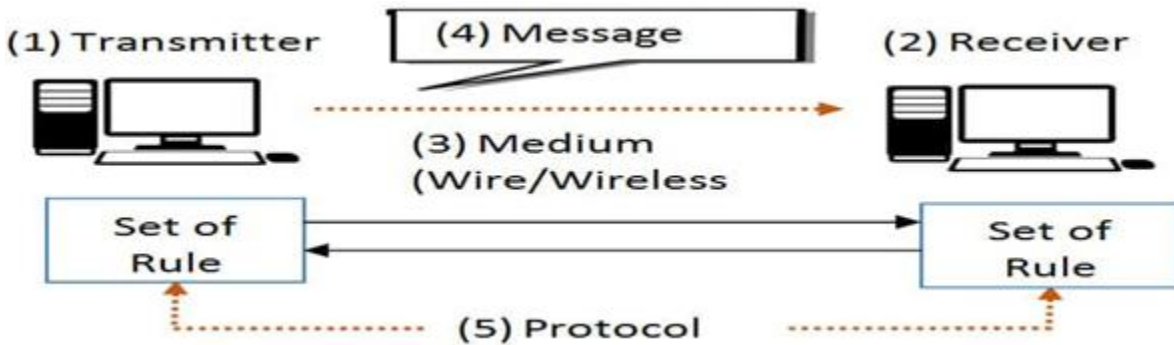 (1) Transmitter
(4) Message
(2) Receiver
(3) Medium
(Wire/Wireless
Set of
Rule
Set of
Rule
(5) Protocol